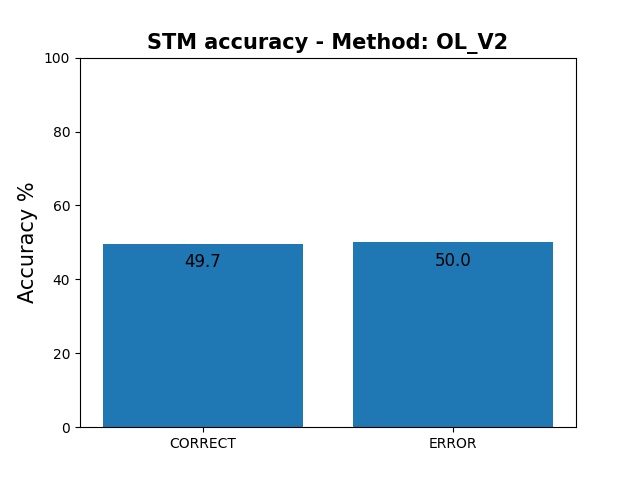 STM accuracy - Method: OL_V2
100
80
60
40
20
0
Accuracy %
49.7
50.0
CORRECT
ERROR